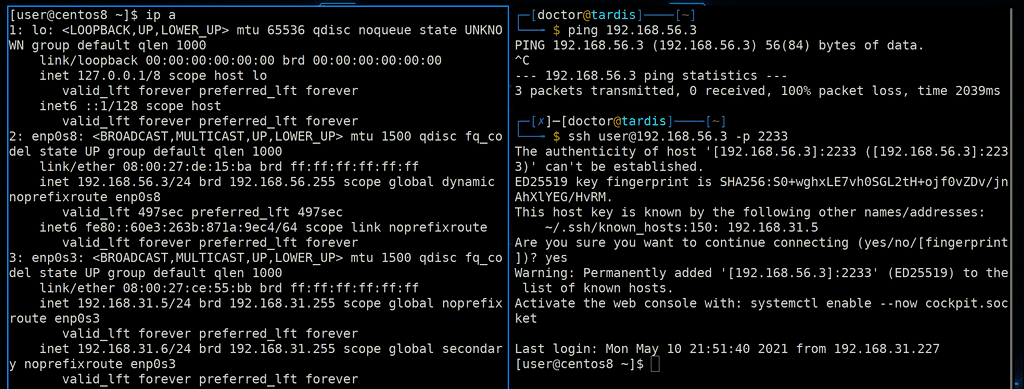 [user@centos8 ~]$ ip a
1: lo: <LOOPBACK,UP,LOWER_UP> mtu 65536 qdisc noqueue state UNKNO
WN group default qlen 1000
    link/loopback 00:00:00:00:00:00 brd 00:00:00:00:00:00
    inet 127.0.0.1/8 scope host lo
       valid_lft forever preferred_lft forever
    inet6 ::1/128 scope host
       valid_lft forever preferred_lft forever
2: enp0s8: <BROADCAST,MULTICAST,UP,LOWER_UP> mtu 1500 qdisc fq_co
del state UP group default qlen 1000
    link/ether 08:00:27:de:15:ba brd ff:ff:ff:ff:ff:ff
    inet 192.168.56.3/24 brd 192.168.56.255 scope global dynamic
noprefixroute enp0s8
       valid_lft 497sec preferred_lft 497sec
    inet6 fe80::60e3:263b:871a:9ec4/64 scope link noprefixroute
       valid_lft forever preferred_lft forever
3: enp0s3: <BROADCAST,MULTICAST,UP,LOWER_UP> mtu 1500 qdisc fq_co
del state UP group default qlen 1000
    link/ether 08:00:27:ce:55:bb brd ff:ff:ff:ff:ff:ff
    inet 192.168.31.5/24 brd 192.168.31.255 scope global noprefix
route enp0s3
       valid_lft forever preferred_lft forever
    inet 192.168.31.6/24 brd 192.168.31.255 scope global secondar
y noprefixroute enp0s3
       valid_lft forever preferred_lft forever
┌─[doctor@tardis]────[~]
└──╼ $ ping 192.168.56.3
PING 192.168.56.3 (192.168.56.3) 56(84) bytes of data.
^C
--- 192.168.56.3 ping statistics ---
3 packets transmitted, 0 received, 100% packet loss, time 2039ms
┌─[✗]─[doctor@tardis]────[~]
└──╼ $ ssh user@192.168.56.3 -p 2233
The authenticity of host '[192.168.56.3]:2233 ([192.168.56.3]:223
3)' can't be established.
ED25519 key fingerprint is SHA256:S0+wghxLE7vh0SGL2tH+ojf0vZDv/jn
AhXlYEG/HvRM.
This host key is known by the following other names/addresses:
    ~/.ssh/known_hosts:150: 192.168.31.5
Are you sure you want to continue connecting (yes/no/[fingerprint
])? yes
Warning: Permanently added '[192.168.56.3]:2233' (ED25519) to the
 list of known hosts.
Activate the web console with: systemctl enable --now cockpit.soc
ket
Last login: Mon May 10 21:51:40 2021 from 192.168.31.227
[user@centos8 ~]$